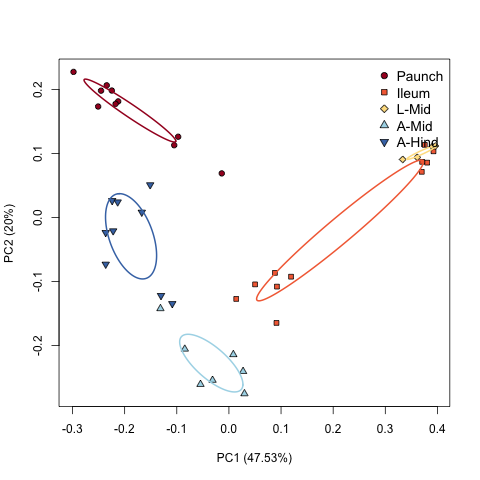 Paunch
Ileum
L-Mid
A-Mid
A-Hind
0.2
0.1
0.0
-0.1
-0.2
PC2 (20%)
-0.3 -0.2 -0.1 0.0 0.1 0.2 0.3 0.4
PC1 (47.53%)